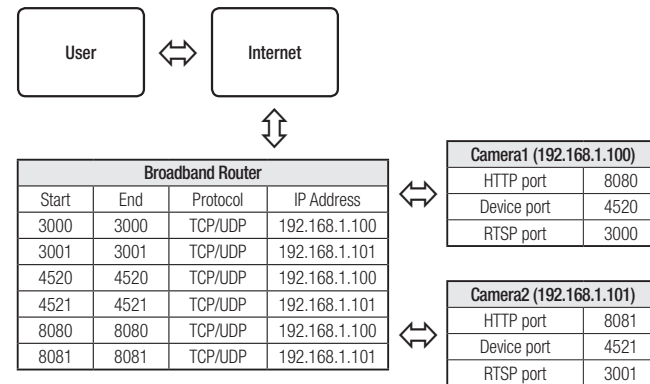 User
Internet
Broadband Router
Start End Protocol IP Address
3000 3000 TCP/UDP 192.168.1.100
3001 3001 TCP/UDP 192.168.1.101
4520 4520 TCP/UDP 192.168.1.100
4521 4521 TCP/UDP 192.168.1.101
8080 8080 TCP/UDP 192.168.1.100
8081 8081 TCP/UDP 192.168.1.101
Camera1 (192.168.1.100)
HTTP port 8080
Device port 4520
RTSP port 3000
Camera2 (192.168.1.101)
HTTP port 8081
Device port 4521
RTSP port 3001